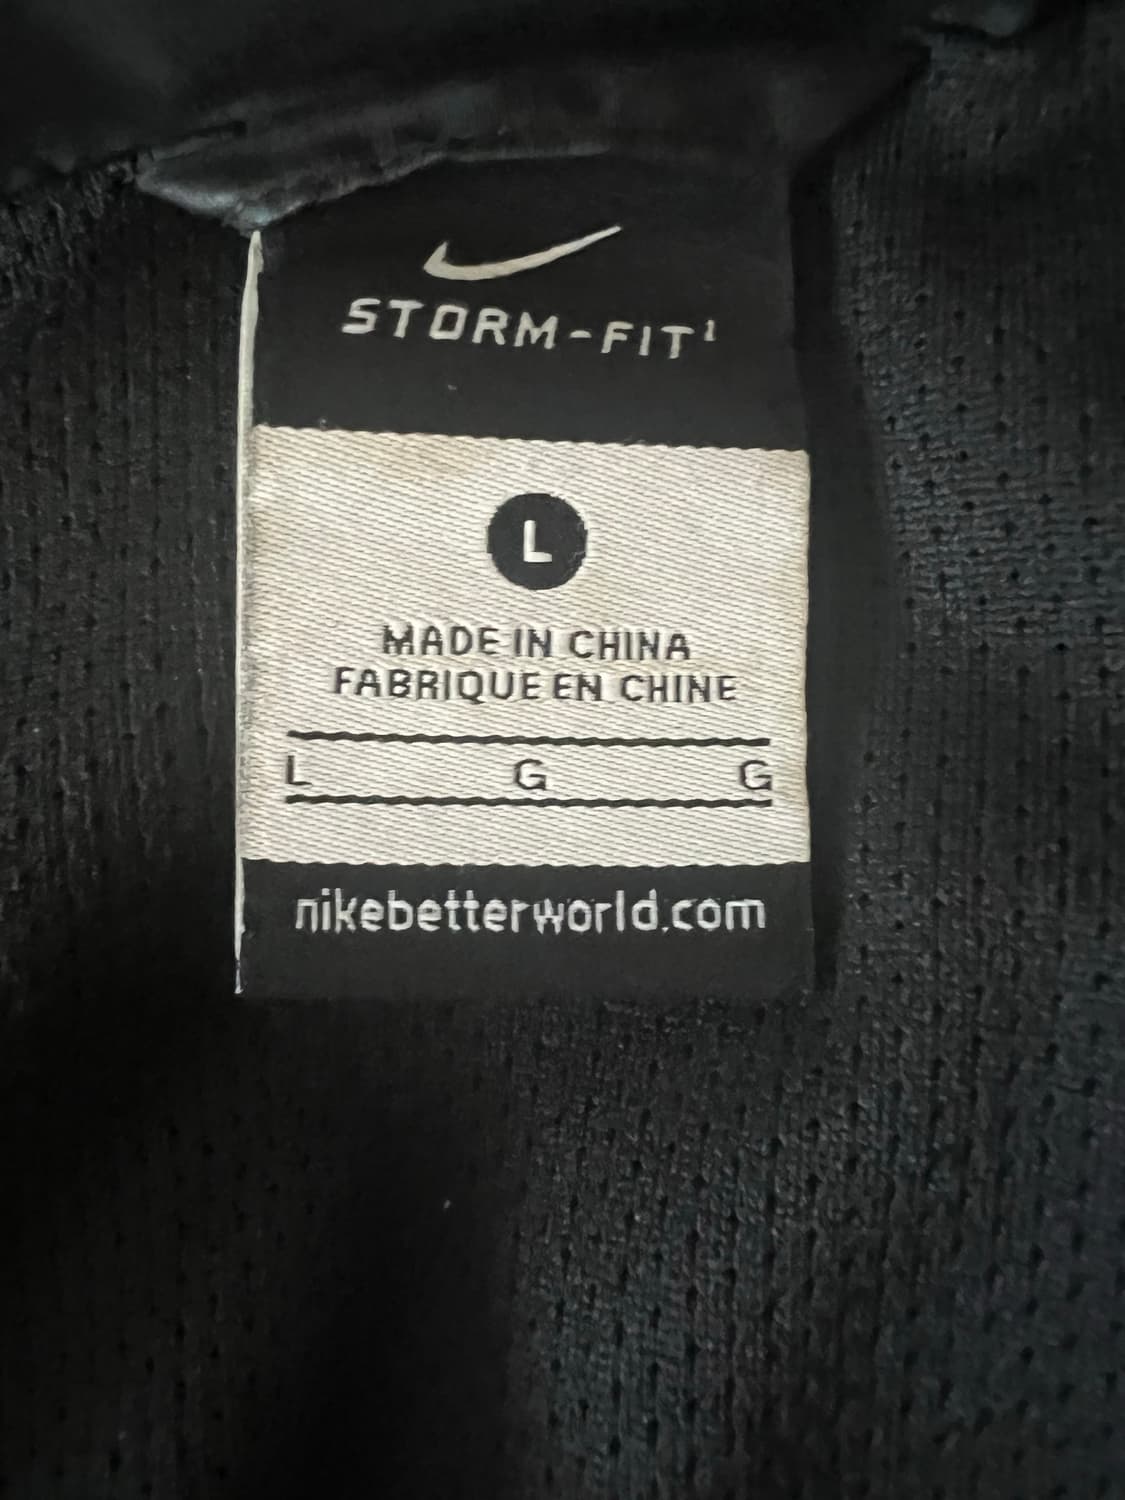 STORM-FIT¹
L
MADE IN CHINA
FABRIQUE EN CHINE
L G G
nikebetterworld.com